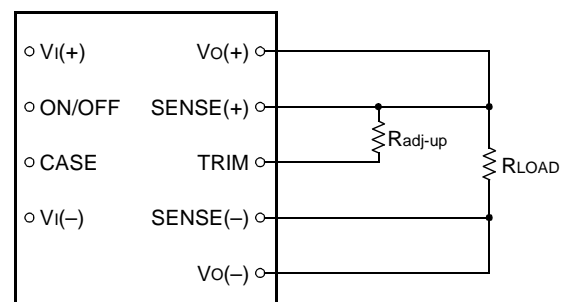 VI(+)
VO(+)
ON/OFF
SENSE(+)
Radj-up
CASE
TRIM
RLOAD
VI(–)
SENSE(–)
VO(–)